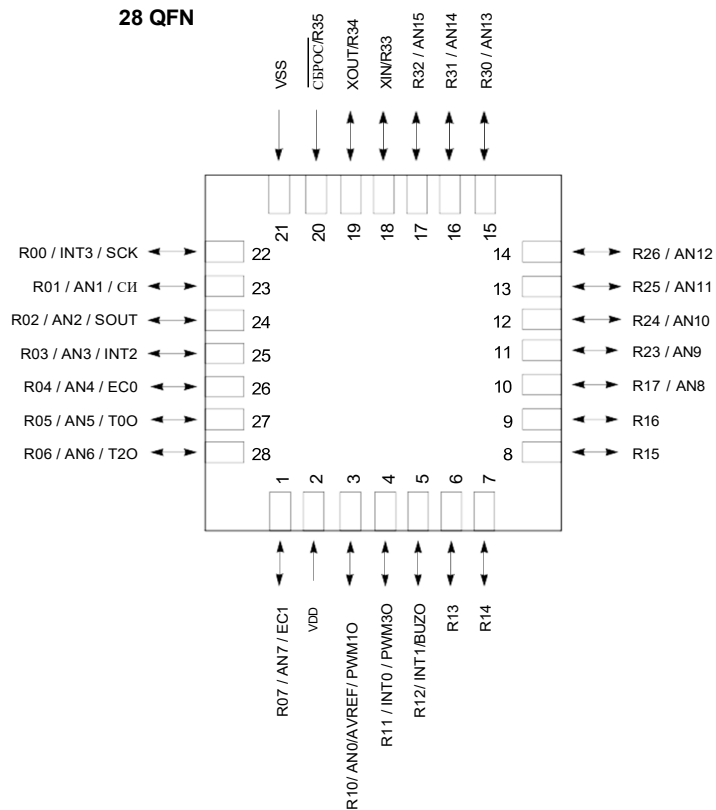 28 QFN
VSS
СБРОС/R35
XOUT/R34
XIN/R33
R32 / AN15
R31 / AN14
R30 / AN13
21
20
19
18
17
16
15
R00 / INT3 / SCK
22
R01 / AN1 / СИ
23
R02 / AN2 / SOUT
24
R03 / AN3 / INT2
25
R04 / AN4 / EC0
26
R05 / AN5 / T0O
27
R06 / AN6 / T2O
28
14
R26 / AN12
13
R25 / AN11
12
R24 / AN10
11
R23 / AN9
10
R17 / AN8
9
R16
8
R15
1
2
3
4
5
6
7
R07 / AN7 / EC1
VDD
R10/ AN0/AVREF/ PWM1O
R11 / INT0 / PWM3O
R12/ INT1/BUZO
R13
R14